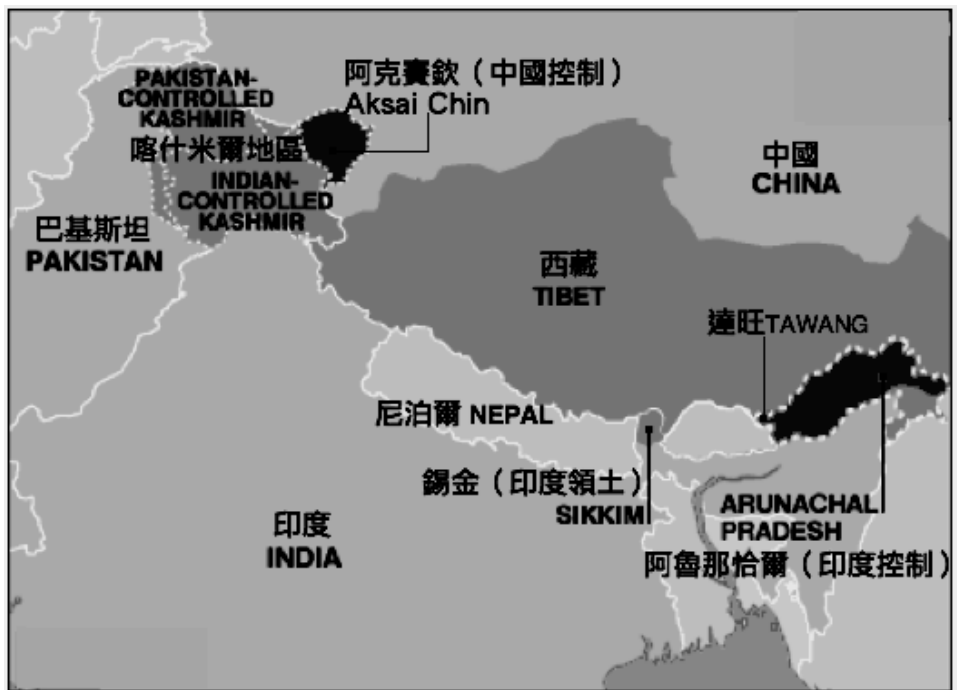 PAKISTAN-
CONTROLLED
KASHMIR
喀什米爾地區
INDIAN-
CONTROLLED
KASHMIR
阿克賽欽（中國控制）
Aksai Chin
中國
CHINA
巴基斯坦
PAKISTAN
西藏
TIBET
達旺TAWANG
尼泊爾 NEPAL
錫金（印度領土）
SIKKIM
ARUNACHAL
PRADESH
阿魯那恰爾（印度控制）
印度
INDIA